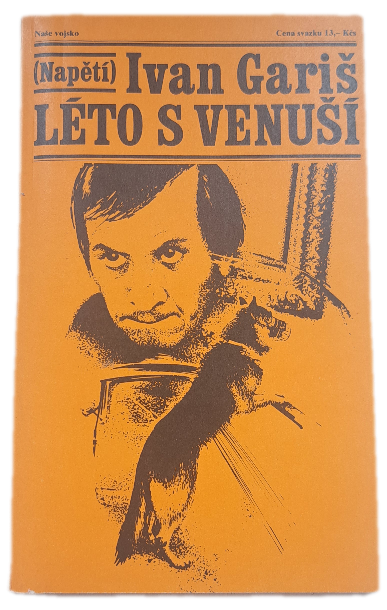 Naše vojsko Cena svazku 13,– Kčs
(Napětí) Ivan Gariš
LÉTO S VENUŠÍ